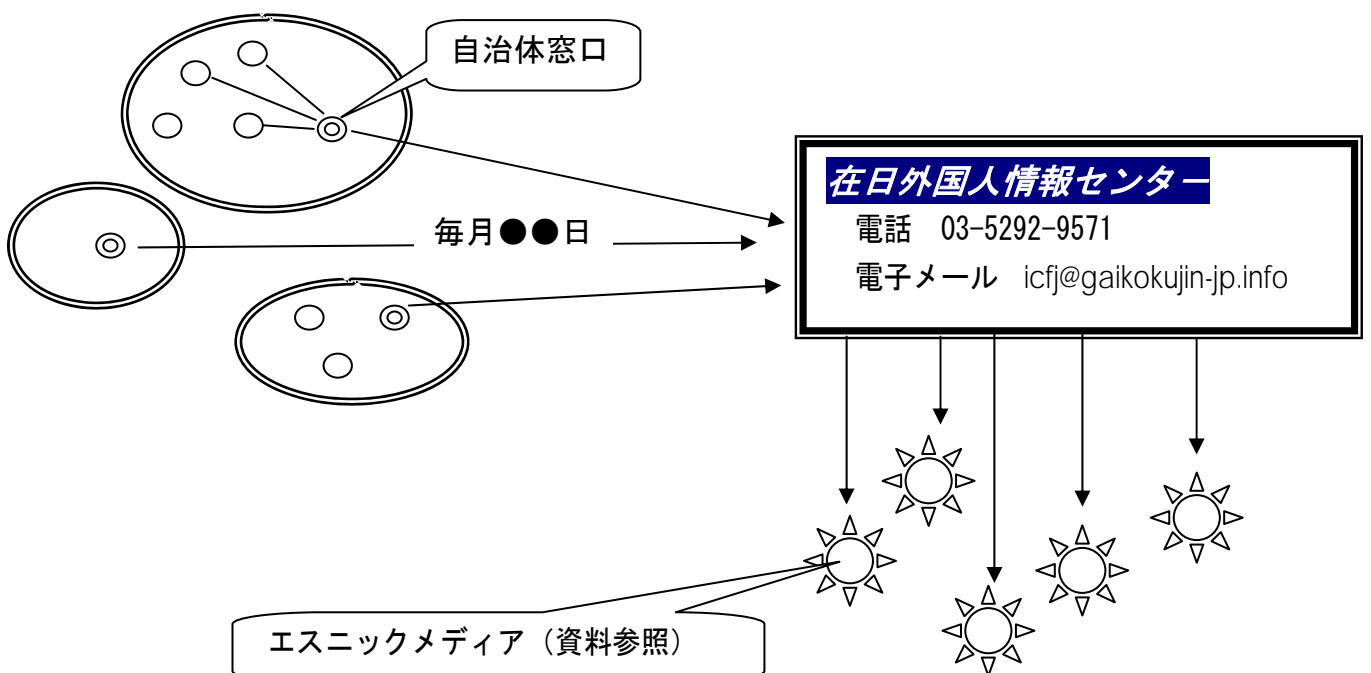 自治体窓口
在日外国人情報センター
電話　03-5292-9571
毎月●●日
電子メール　icfj@gaikokujin-jp.info
エスニックメディア（資料参照）